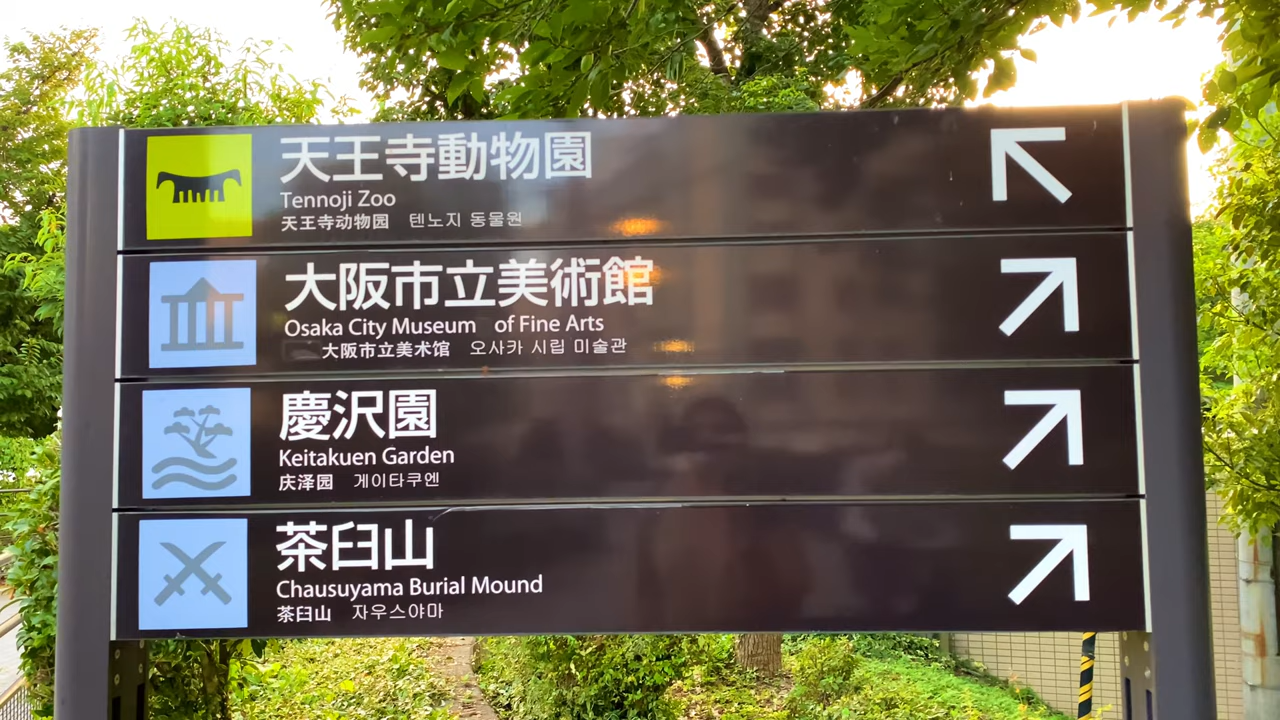 天王寺動物園
Tennoji Zoo
天王寺动物园 텐노지 동물원
大阪市立美術館
Osaka City Museum of Fine Arts
大阪市立美术馆 오사카 시립 미술관
慶沢園
Keitakuen Garden
庆泽园 게이타쿠엔
茶臼山
Chausuyama Burial Mound
茶臼山 자우스야마